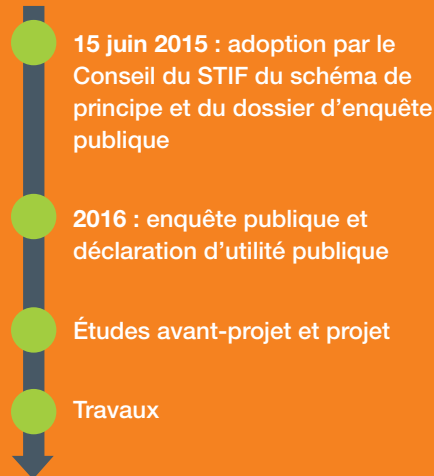 15 juin 2015 : adoption par le
Conseil du STIF du schéma de
principe et du dossier d’enquête
publique
2016 : enquête publique et
déclaration d’utilité publique
Études avant-projet et projet
Travaux